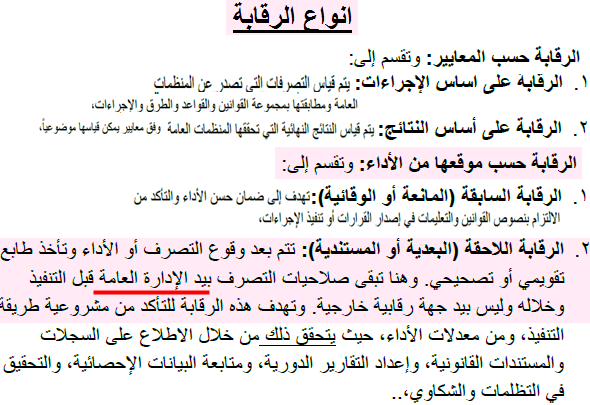 انواع الرقابة
الرقابة حسب المعايير: وتقسم إلى:
١. الرقابة على اساس الإجراءات: يتم قياس التصرفات التي تصدر عن المنظمات
العامة ومطابقتها بمجموعة القوانين والقواعد والطرق والإجراءات،
٢. الرقابة على أساس النتائج: يتم قياس النتائج النهائية التي تحققها المنظمات العامة وفق معايير يمكن قياسها موضوعياً،
الرقابة حسب موقعها من الأداء: وتقسم إلى:
١. الرقابة السابقة (المانعة أو الوقائية): تهدف إلى ضمان حسن الأداء والتأكد من
الالتزام بنصوص القوانين والتعليمات في إصدار القرارات أو تنفيذ الإجراءات،
٢. الرقابة اللاحقة (البعدية أو المستندية): تتم بعد وقوع التصرف أو الأداء وتأخذ طابع
تقويمي أو تصحيحي. وهنا تبقى صلاحيات التصرف بيد الإدارة العامة قبل التنفيذ
وخلاله وليس بيد جهة رقابية خارجية. وتهدف هذه الرقابة للتأكد من مشروعية طريقة
التنفيذ، ومن معدلات الأداء، حيث يتحقق ذلك من خلال الاطلاع على السجلات
والمستندات القانونية، وإعداد التقارير الدورية، ومتابعة البيانات الإحصائية، والتحقيق
في التظلمات والشكاوي،..